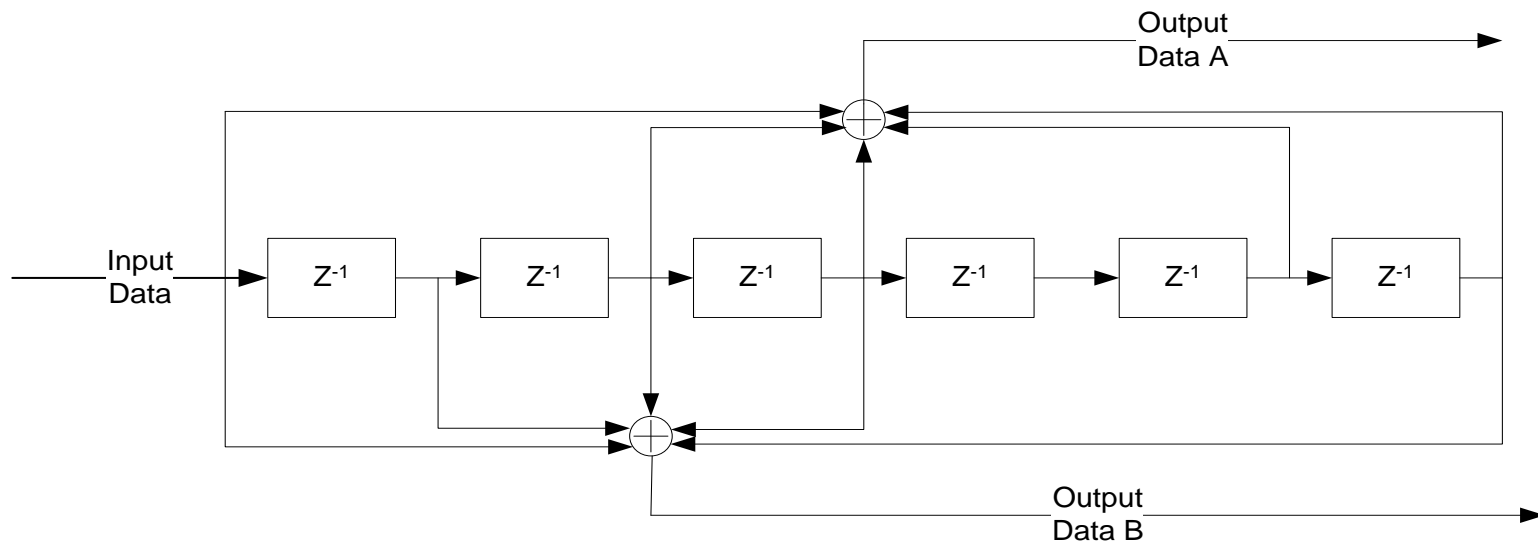 Output
Data A
Input
Data
Z-1
Z-1
Z-1
Z-1
Z-1
Z-1
Output
Data B